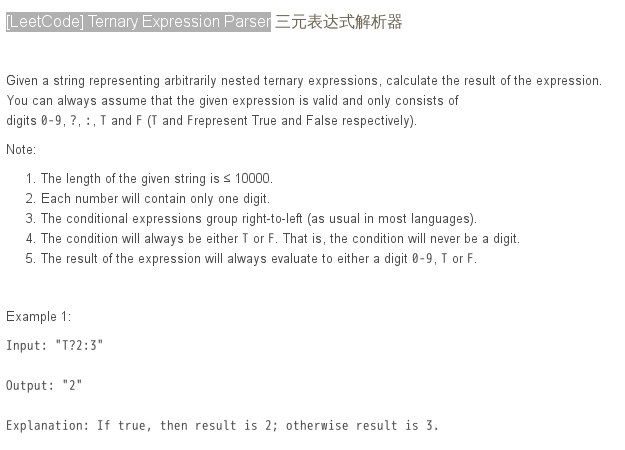 [LeetCode] Ternary Expression Parser 三元表达式解析器
Given a string representing arbitrarily nested ternary expressions, calculate the result of the expression.
You can always assume that the given expression is valid and only consists of
digits 0-9, ?, :, T and F (T and Frepresent True and False respectively).
Note:
1. The length of the given string is ≤ 10000.
2. Each number will contain only one digit.
3. The conditional expressions group right-to-left (as usual in most languages).
4. The condition will always be either T or F. That is, the condition will never be a digit.
5. The result of the expression will always evaluate to either a digit 0-9, T or F.
Example 1:
Input: "T?2:3"
Output: "2"
Explanation: If true, then result is 2; otherwise result is 3.